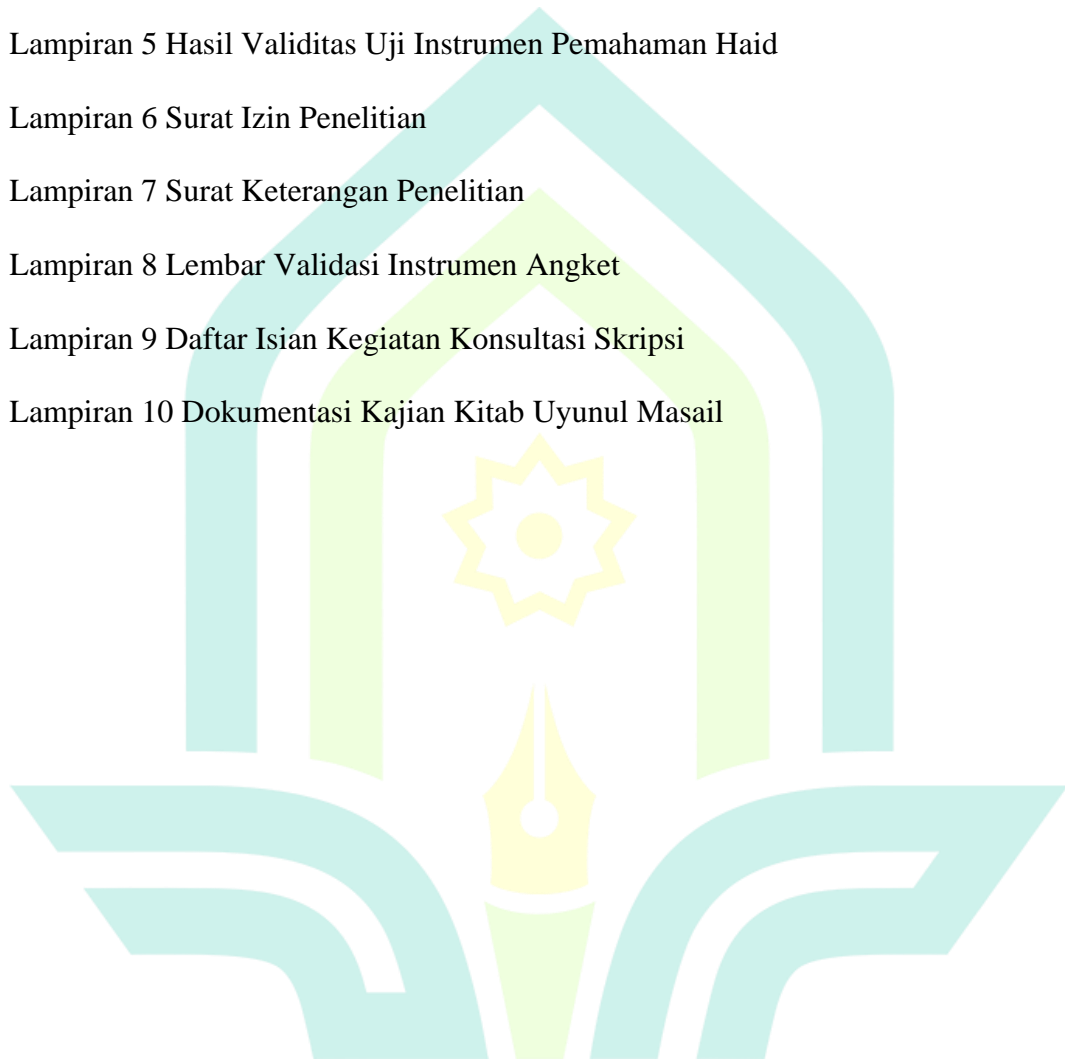 Lampiran 5 Hasil Validitas Uji Instrumen Pemahaman Haid
Lampiran 6 Surat Izin Penelitian
Lampiran 7 Surat Keterangan Penelitian
Lampiran 8 Lembar Validasi Instrumen Angket
Lampiran 9 Daftar Isian Kegiatan Konsultasi Skripsi
Lampiran 10 Dokumentasi Kajian Kitab Uyunul Masail